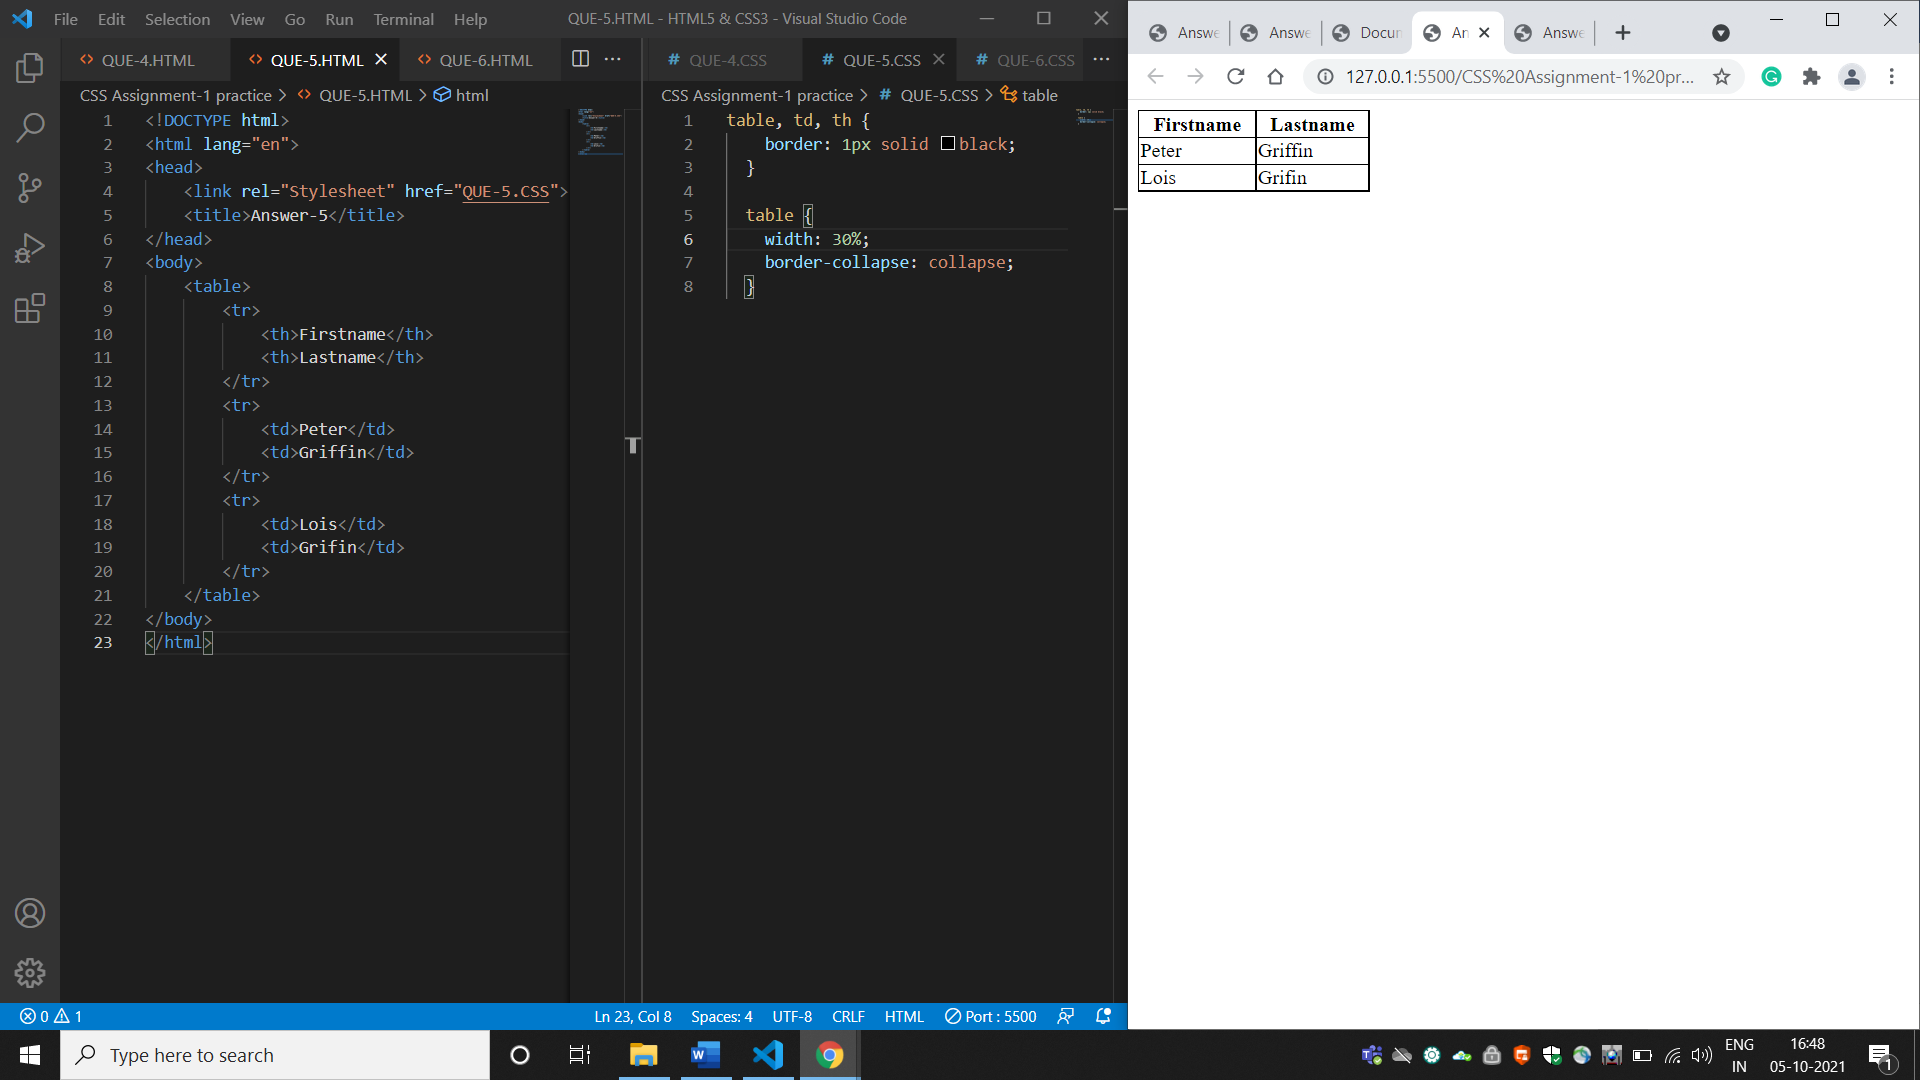 File Edit Selection View Go Run Terminal Help QUE-5.HTML - HTML5 & CSS3 - Visual Studio Code
QUE-4.HTML QUE-5.HTML QUE-6.HTML
CSS Assignment-1 practice > QUE-5.HTML > html
1 <!DOCTYPE html>
2 <html lang="en">
3 <head>
4 <link rel="Stylesheet" href="QUE-5.CSS">
5 <title>Answer-5</title>
6 </head>
7 <body>
8 <table>
9 <tr>
10 <th>Firstname</th>
11 <th>Lastname</th>
12 </tr>
13 <tr>
14 <td>Peter</td>
15 <td>Griffin</td>
16 </tr>
17 <tr>
18 <td>Lois</td>
19 <td>Grifin</td>
20 </tr>
21 </table>
22 </body>
23 </html>
# QUE-4.CSS # QUE-5.CSS # QUE-6.CSS
CSS Assignment-1 practice > # QUE-5.CSS > table
1 table, td, th {
2 border: 1px solid black;
3 }
4
5 table {
6 width: 30%;
7 border-collapse: collapse;
8 }
0 1 Ln 23, Col 8 Spaces: 4 UTF-8 CRLF HTML Port : 5500
Answe Answe Docun An Answe
127.0.0.1:5500/CSS%20Assignment-1%20pr...
Firstname Lastname
Peter Griffin
Lois Grifin
Type here to search
ENG
IN
16:48
05-10-2021
1